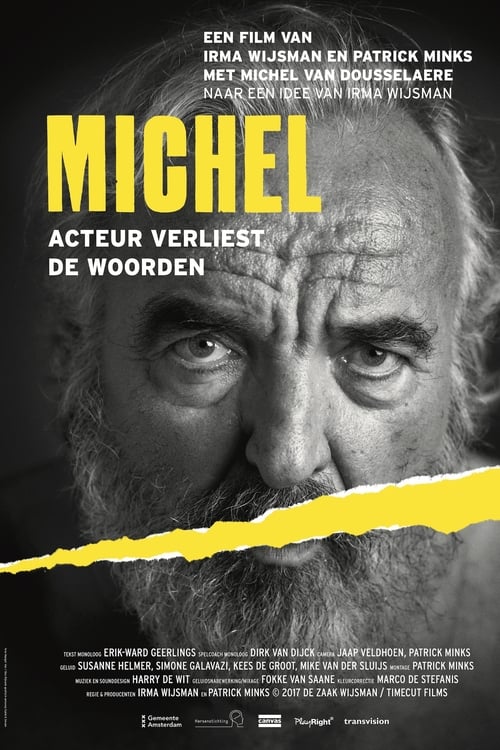 EEN FILM VAN
IRMA WIJSMAN EN PATRICK MINKS
MET MICHEL VAN DOUSSELAERE
NAAR EEN IDEE VAN IRMA WIJSMAN
MICHEL
ACTEUR VERLIEST
DE WOORDEN
TEKST MONOLOOG ERIK-WARD GEERLINGS SPELCOACH MONOLOOG DIRK VAN DIJCK CAMERA JAAP VELDHOEN, PATRICK MINKS
GELUID SUSANNE HELMER, SIMONE GALAVAZI, KEES DE GROOT, MIKE VAN DER SLUIJS MONTAGE PATRICK MINKS
MUZIEK EN SOUNDDESIGN HARRY DE WIT GELUIDSNABEWERKING/MIXAGE FOKKE VAN SAANE KLEURCORRECTIE MARCO DE STEFANIS
REGIE & PRODUCENTEN IRMA WIJSMAN EN PATRICK MINKS © 2017 DE ZAAK WIJSMAN / TIMECUT FILMS
Gemeente
Amsterdam
Hersenstichting
canvas
PlayRight
transvision